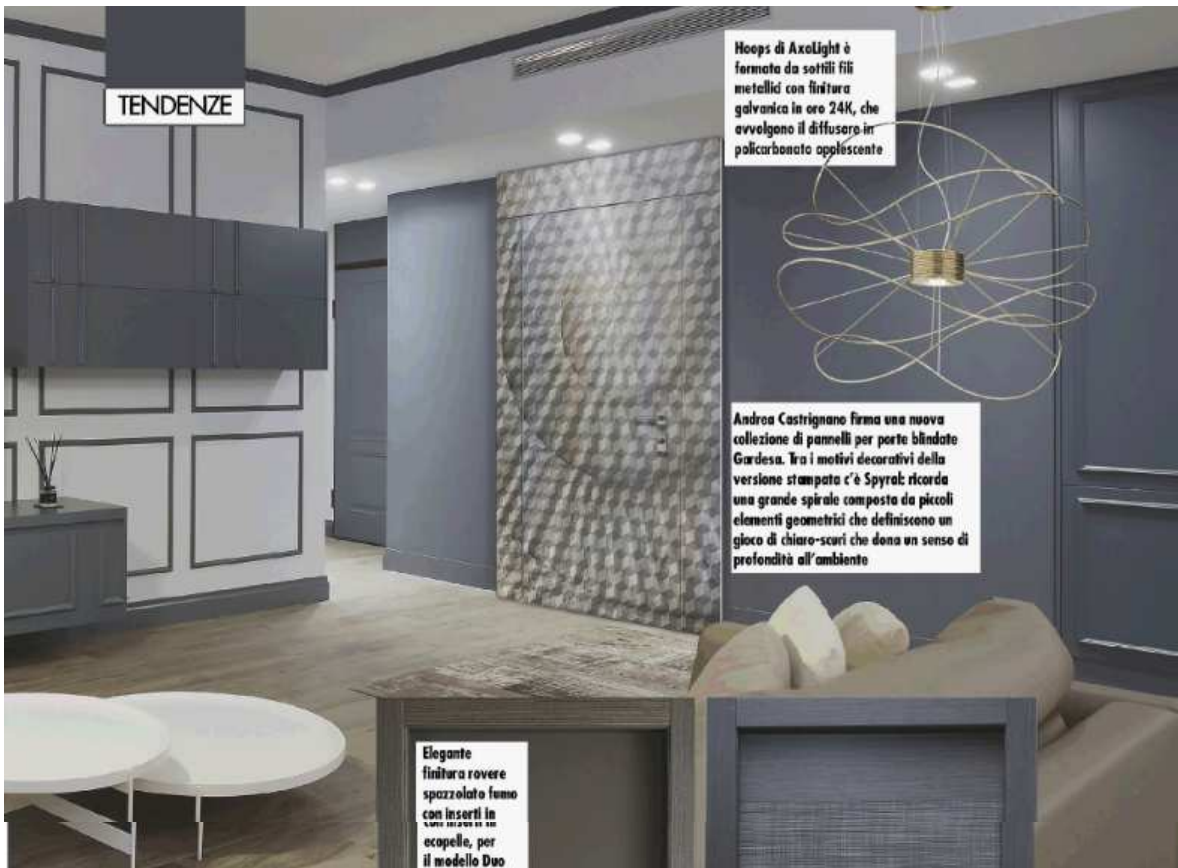 TENDENZE
Hoops di AxoLight è
formata da sottili fili
metallici con finitura
galvanica in oro 24K, che
avvolgono il diffusore in
policarbonato opalescente
Andrea Castrignano firma una nuova
collezione di pannelli per porte blindate
Gardesa. Tra i motivi decorativi della
versione stampata c'è Spyral: ricorda
una grande spirale composta da piccoli
elementi geometrici che definiscono un
gioco di chiaro-scuri che dona un senso di
profondità all'ambiente
Elegante
finitura rovere
spazzolato fumo
con inserti in
con inserti in
ecopelle, per
il modello Duo